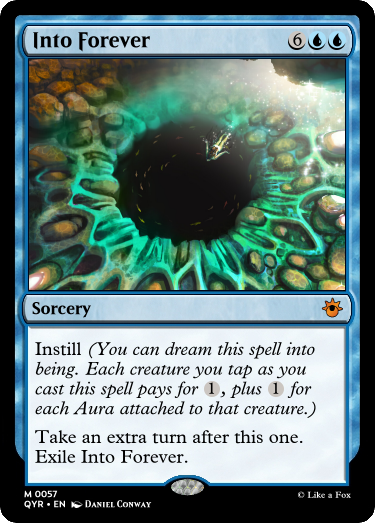 Into Forever 6
Sorcery
Instill (You can dream this spell into
being. Each creature you tap as you
cast this spell pays for 1, plus 1 for
each Aura attached to that creature.)
Take an extra turn after this one.
Exile Into Forever.
M 0057
QYR • EN Daniel Conway
© Like a Fox